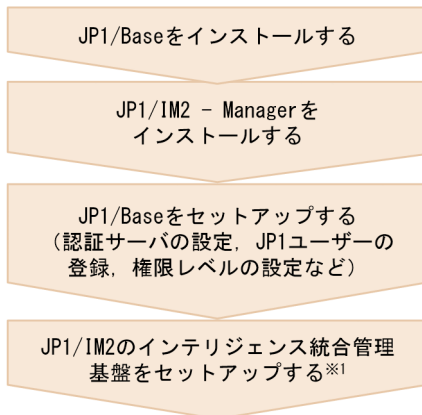 JP1/Baseをインストールする
JP1/IM2 － Managerを
インストールする
JP1/Baseをセットアップする
（認証サーバの設定，JP1ユーザーの
登録，権限レベルの設定など）
JP1/IM2のインテリジェンス統合管理
基盤をセットアップする※1